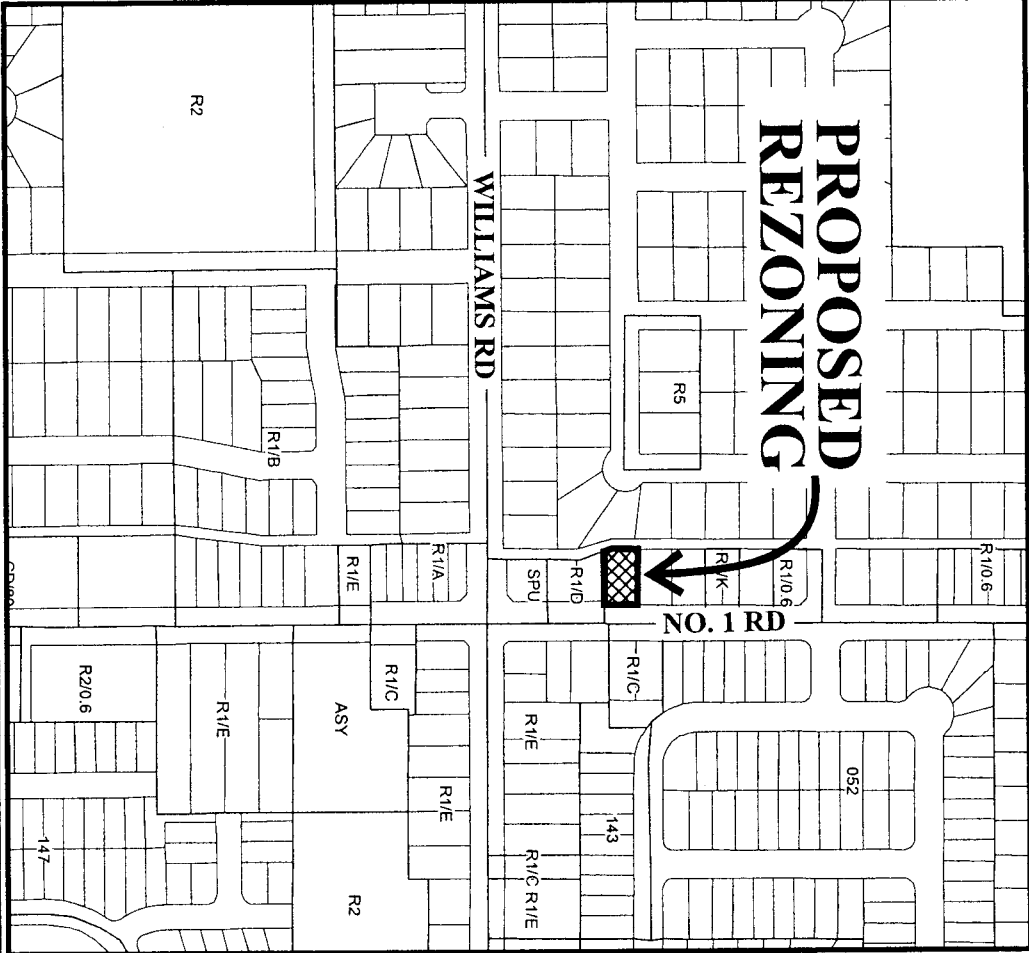 PROPOSED
REZONING
R2
WILLIAMS RD
R5
R1/B
R1/E
R1/A
SPU
R1/D
R1/K
R1/0.6
R1/0.6
NO. 1 RD
R2/0.6
R1/E
ASY
R1/C
R1/E
R1/E
R1/C
R1/C
R1/E
143
052
147
R2